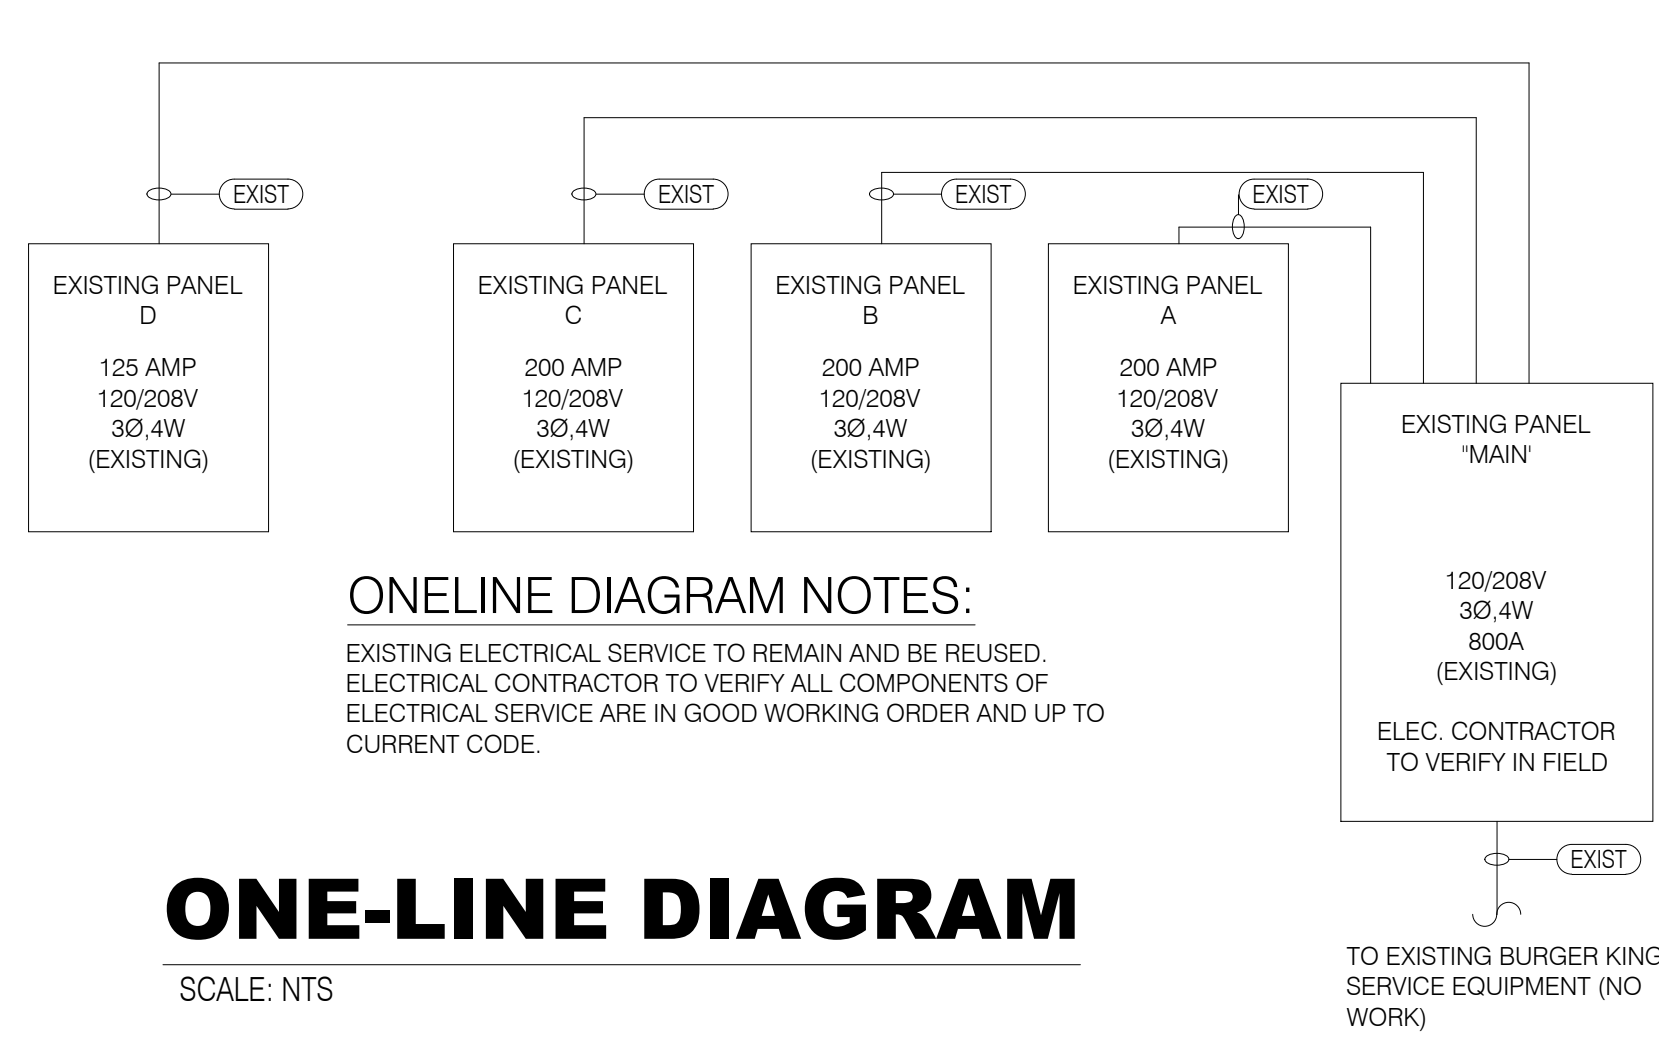 EXIST
EXIST
EXIST
EXIST
EXISTING PANEL
D
125 AMP
120/208V
3Ø,4W
(EXISTING)
EXISTING PANEL
C
200 AMP
120/208V
3Ø,4W
(EXISTING)
EXISTING PANEL
B
200 AMP
120/208V
3Ø,4W
(EXISTING)
EXISTING PANEL
A
200 AMP
120/208V
3Ø,4W
(EXISTING)
EXISTING PANEL
"MAIN'
120/208V
3Ø,4W
800A
(EXISTING)
ELEC. CONTRACTOR
TO VERIFY IN FIELD
ONELINE DIAGRAM NOTES:
EXISTING ELECTRICAL SERVICE TO REMAIN AND BE REUSED.
ELECTRICAL CONTRACTOR TO VERIFY ALL COMPONENTS OF
ELECTRICAL SERVICE ARE IN GOOD WORKING ORDER AND UP TO
CURRENT CODE.
EXIST
TO EXISTING BURGER KING
SERVICE EQUIPMENT (NO
WORK)
ONE-LINE DIAGRAM
SCALE: NTS